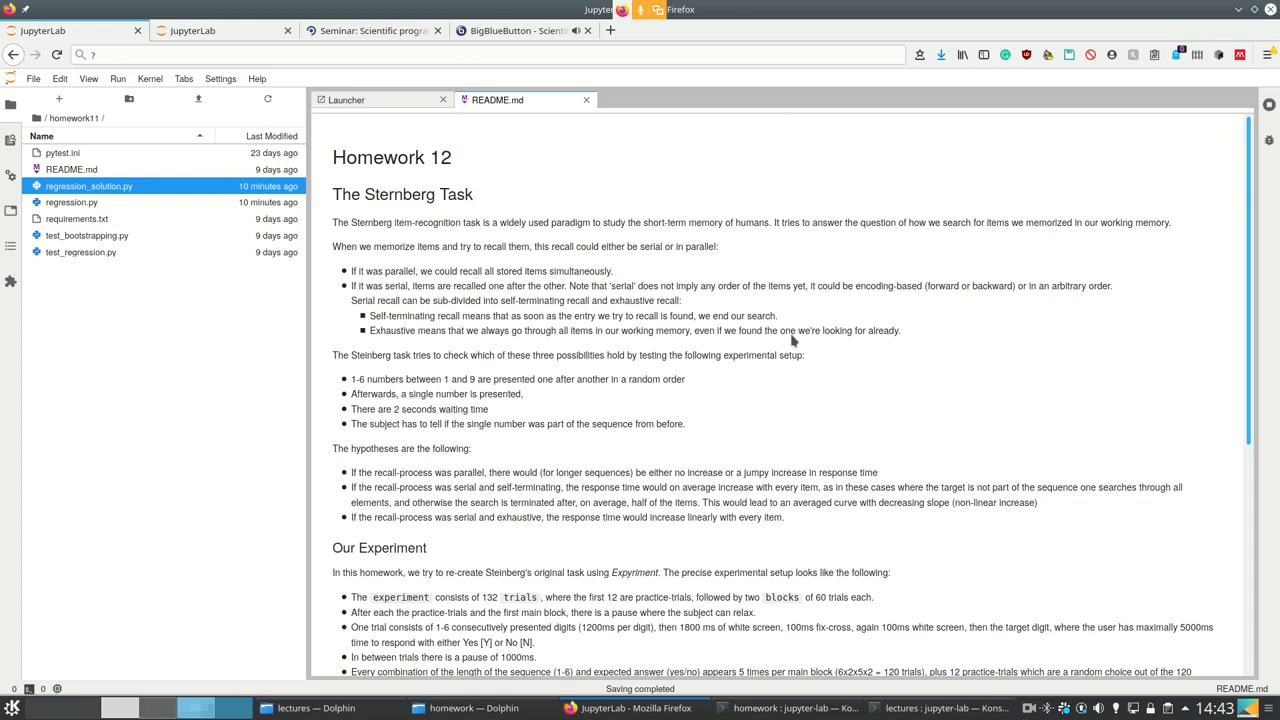 Jupyter
Firefox
JupyterLab
JupyterLab
Seminar: Scientific progra
BigBlueButton - Scienti
?
0
File Edit View Run Kernel Tabs Settings Help
/ homework11 /
Name Last Modified
pytest.ini 23 days ago
README.md 9 days ago
regression_solution.py 10 minutes ago
regression.py 10 minutes ago
requirements.txt 9 days ago
test_bootstrapping.py 9 days ago
test_regression.py 9 days ago
Launcher
README.md
Homework 12
The Sternberg Task
The Sternberg item-recognition task is a widely used paradigm to study the short-term memory of humans. It tries to answer the question of how we search for items we memorized in our working memory.
When we memorize items and try to recall them, this recall could either be serial or in parallel:
If it was parallel, we could recall all stored items simultaneously.
If it was serial, items are recalled one after the other. Note that 'serial' does not imply any order of the items yet, it could be encoding-based (forward or backward) or in an arbitrary order.
Serial recall can be sub-divided into self-terminating recall and exhaustive recall:
Self-terminating recall means that as soon as the entry we try to recall is found, we end our search.
Exhaustive means that we always go through all items in our working memory, even if we found the one we're looking for already.
The Steinberg task tries to check which of these three possibilities hold by testing the following experimental setup:
1-6 numbers between 1 and 9 are presented one after another in a random order
Afterwards, a single number is presented,
There are 2 seconds waiting time
The subject has to tell if the single number was part of the sequence from before.
The hypotheses are the following:
If the recall-process was parallel, there would (for longer sequences) be either no increase or a jumpy increase in response time
If the recall-process was serial and self-terminating, the response time would on average increase with every item, as in these cases where the target is not part of the sequence one searches through all
elements, and otherwise the search is terminated after, on average, half of the items. This would lead to an averaged curve with decreasing slope (non-linear increase)
If the recall-process was serial and exhaustive, the response time would increase linearly with every item.
Our Experiment
In this homework, we try to re-create Steinberg's original task using Expyriment. The precise experimental setup looks like the following:
The experiment consists of 132 trials, where the first 12 are practice-trials, followed by two blocks of 60 trials each.
After each the practice-trials and the first main block, there is a pause where the subject can relax.
One trial consists of 1-6 consecutively presented digits (1200ms per digit), then 1800 ms of white screen, 100ms fix-cross, again 100ms white screen, then the target digit, where the user has maximally 5000ms
time to respond with either Yes [Y] or No [N].
In between trials there is a pause of 1000ms.
Every combination of the length of the sequence (1-6) and expected answer (yes/no) appears 5 times per main block (6x2x5x2 = 120 trials), plus 12 practice-trials which are a random choice out of the 120
0 0 Saving completed README.md
lectures — Dolphin
homework — Dolphin
JupyterLab - Mozilla Firefox
homework : jupyter-lab — Ko...
lectures : jupyter-lab — Kons...
14:43